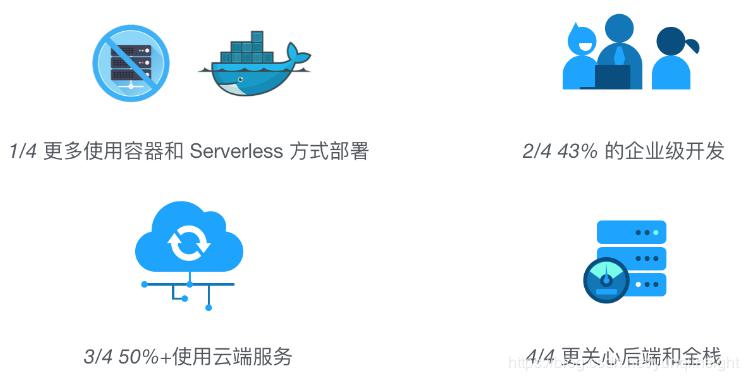 1/4 更多使用容器和 Serverless 方式部署
2/4 43% 的企业级开发
3/4 50%+使用云端服务
4/4 更关心后端和全栈